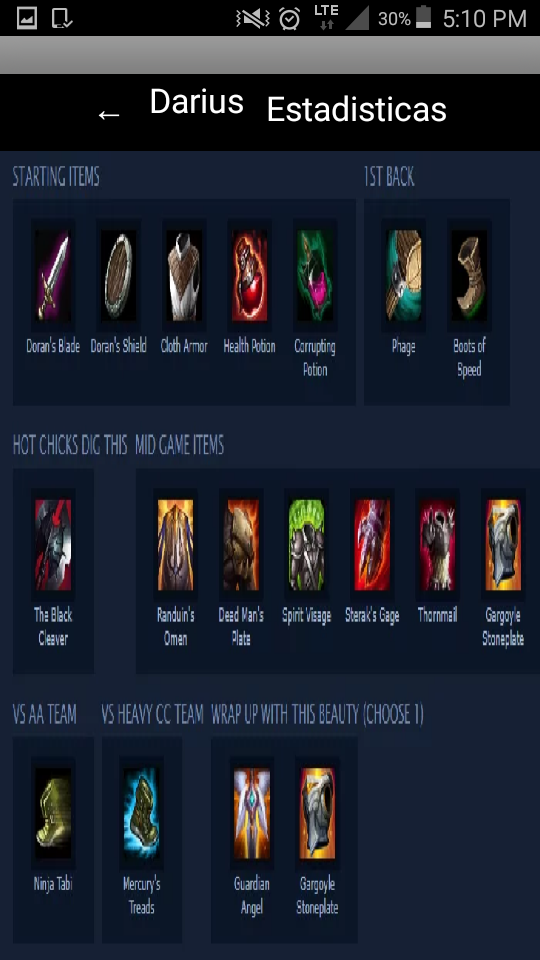 LTE 30% 5:10 PM
← Darius Estadisticas
STARTING ITEMS 1ST BACK
Doran's Blade Doran's Shield Cloth Armor Health Potion Corrupting Potion Phage Boots of Speed
HOT CHICKS DIG THIS MID GAME ITEMS
The Black Cleaver Randuin's Omen Dead Man's Plate Spirit Visage Sterak's Gage Thornmail Gargoyle Stoneplate
VS AA TEAM VS HEAVY CC TEAM WRAP UP WITH THIS BEAUTY (CHOOSE 1)
Ninja Tabi Mercury's Treads Guardian Angel Gargoyle Stoneplate